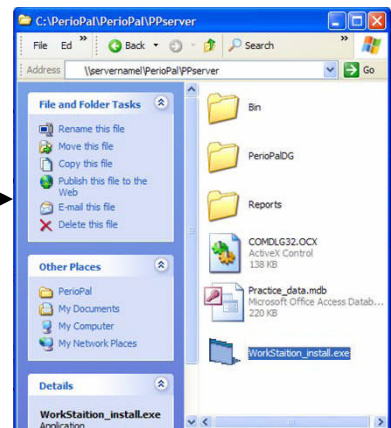 C:\PerioPal\PerioPal\PPserver
File Ed » Back Search »
Address \\servername\PerioPal\PPserver Go
File and Folder Tasks
Rename this file
Move this file
Copy this file
Publish this file to the
Web
E-mail this file
Delete this file
Other Places
PerioPal
My Documents
My Computer
My Network Places
Details
WorkStaition_install.exe
Application
Bin
PerioPalDG
Reports
COMDLG32.OCX
ActiveX Control
138 KB
Practice_data.mdb
Microsoft Office Access Datab...
220 KB
WorkStaition_install.exe